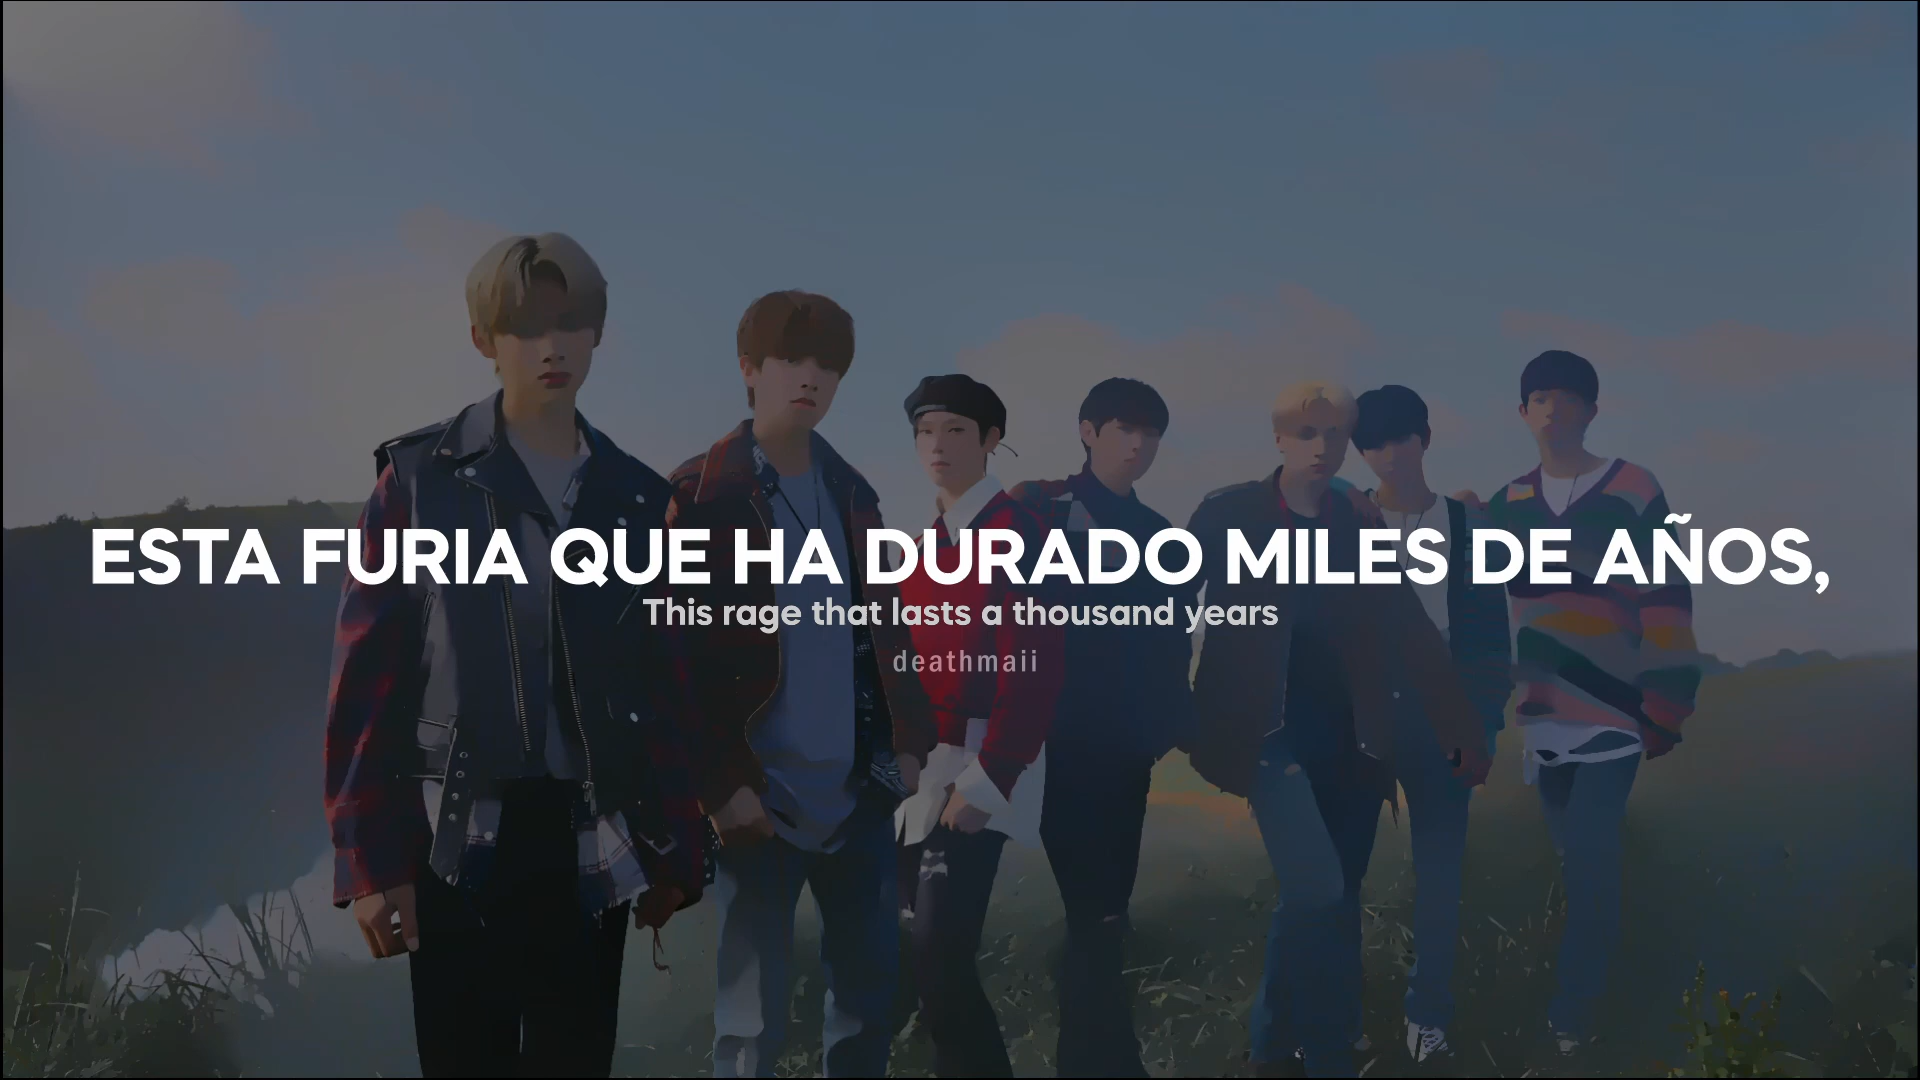 ESTA FURIA QUE HA DURADO MILES DE AÑOS,
This rage that lasts a thousand years
deathmaii